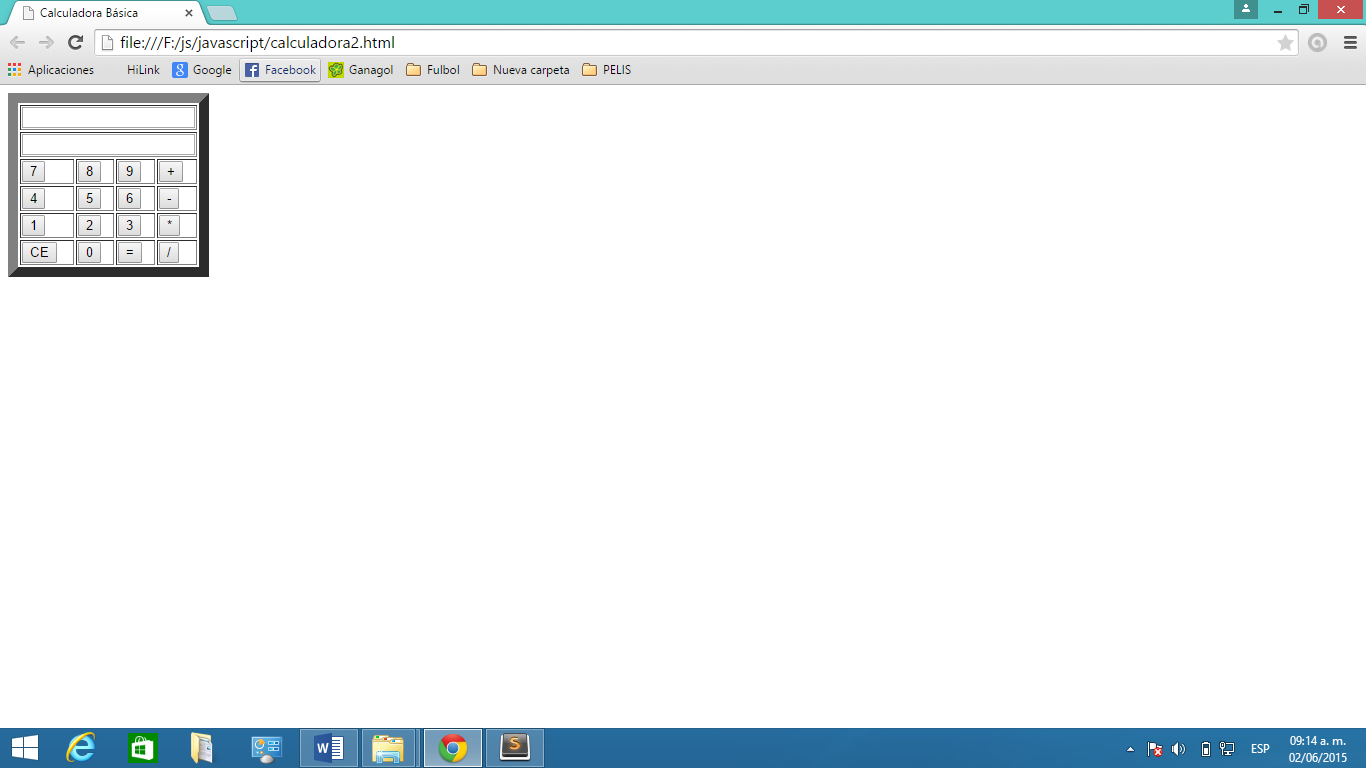 Calculadora Básica
file:///F:/js/javascript/calculadora2.html
Aplicaciones HiLink Google Facebook Ganagol Fulbol Nueva carpeta PELIS
7 8 9 +
4 5 6 -
1 2 3 *
CE 0 = /
ESP 09:14 a. m.
02/06/2015